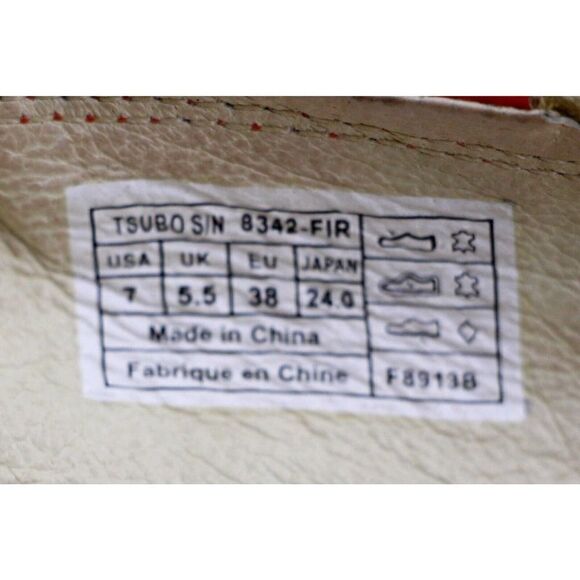 TSUBO S/N 8342-FIR
USA UK EU JAPAN
7 5.5 38 24.0
Made in China
Fabrique en Chine F8913B